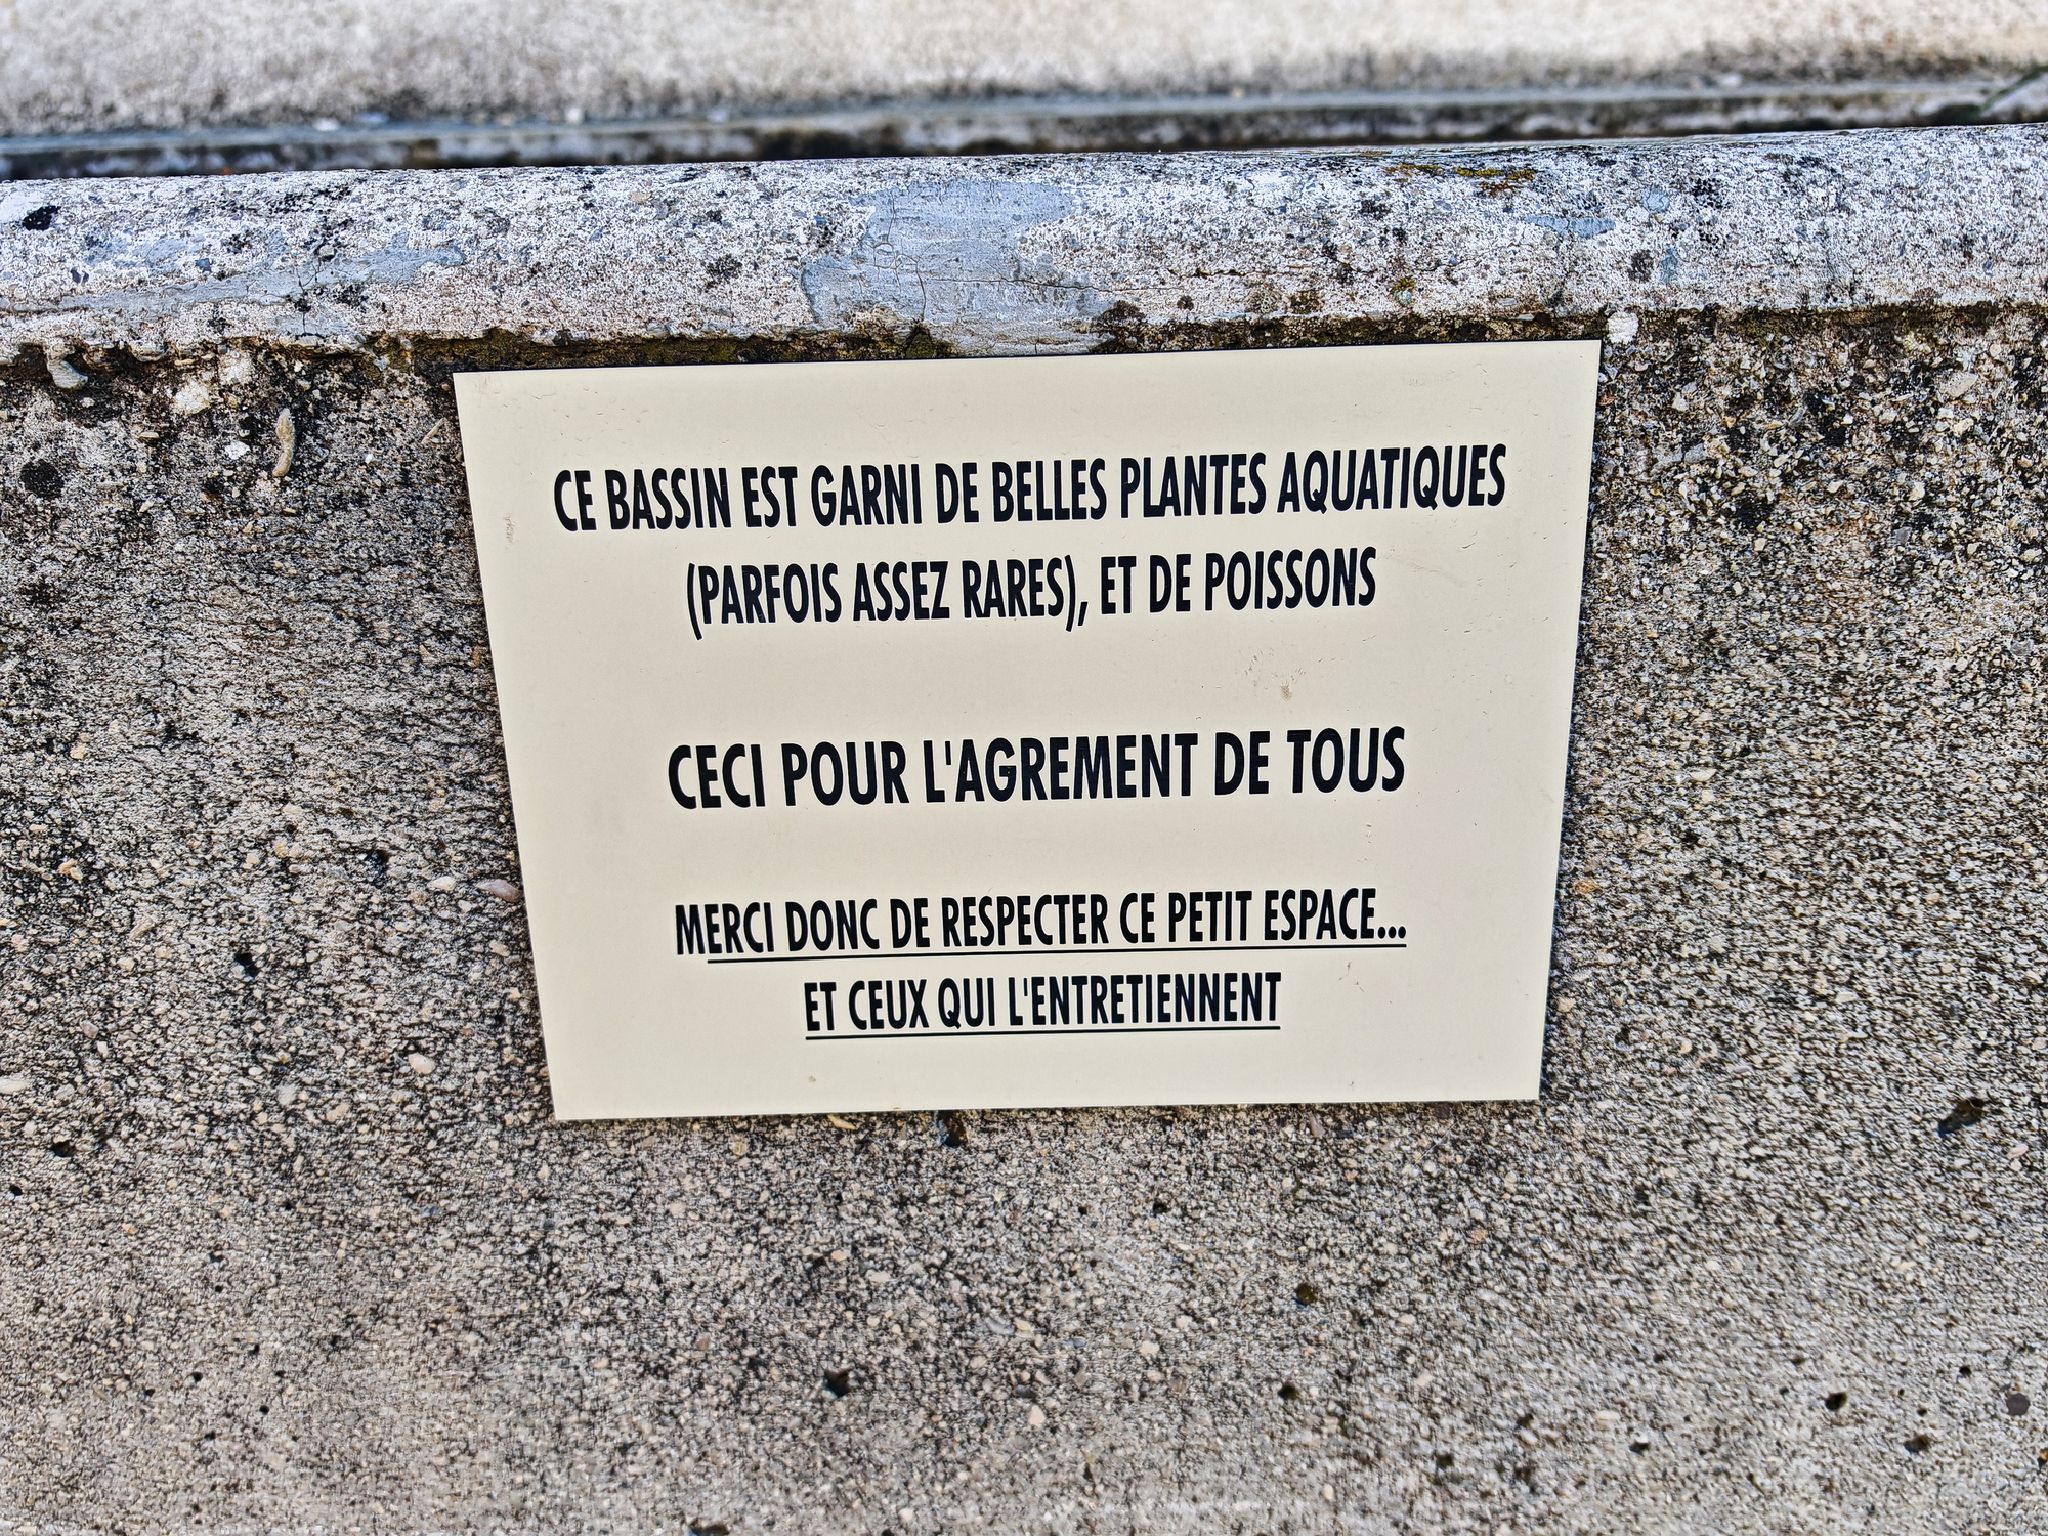 CE BASSIN EST GARNI DE BELLES PLANTES AQUATIQUES
(PARFOIS ASSEZ RARES), ET DE POISSONS
CECI POUR L'AGREMENT DE TOUS
MERCI DONC DE RESPECTER CE PETIT ESPACE...
ET CEUX QUI L'ENTRETIENNENT